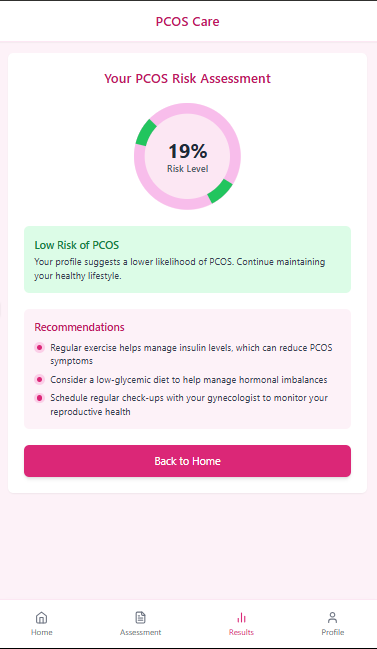 PCOS Care
Your PCOS Risk Assessment
19%
Risk Level
Low Risk of PCOS
Your profile suggests a lower likelihood of PCOS. Continue maintaining
your healthy lifestyle.
Recommendations
Regular exercise helps manage insulin levels, which can reduce PCOS
symptoms
Consider a low-glycemic diet to help manage hormonal imbalances
Schedule regular check-ups with your gynecologist to monitor your
reproductive health
Back to Home
Home
Assessment
Results
Profile